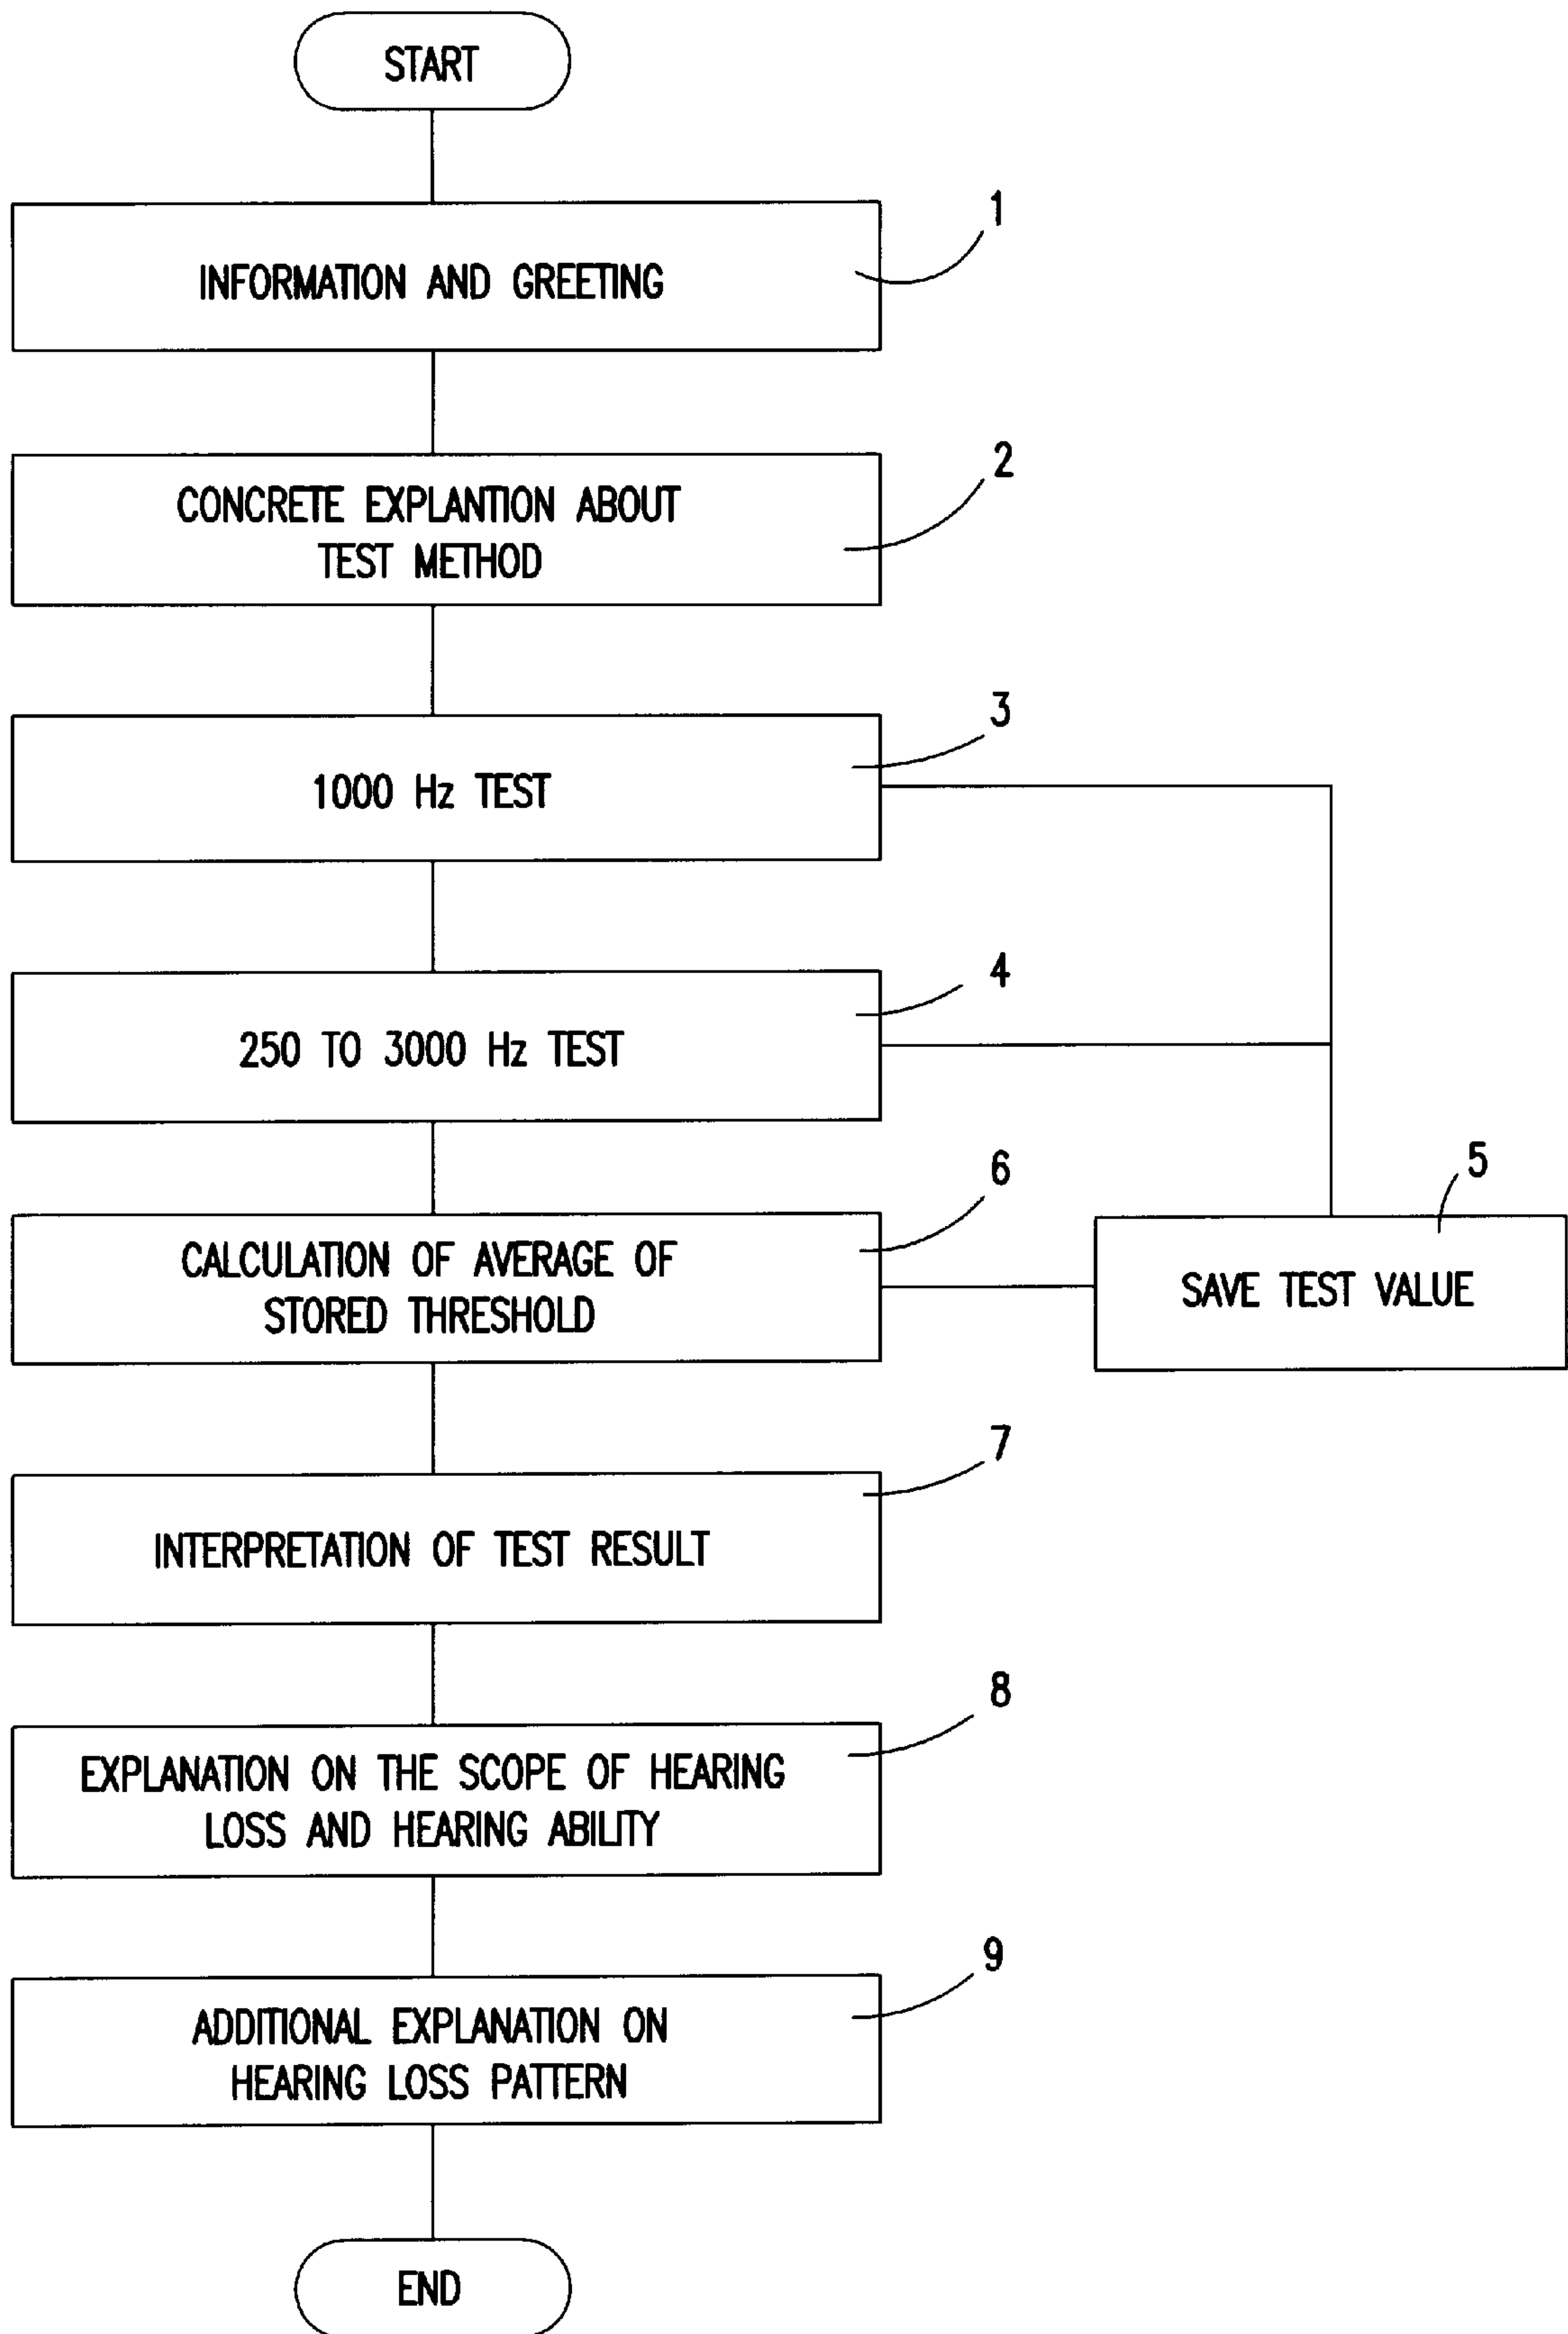 START
1
INFORMATION AND GREETING
2
CONCRETE EXPLANTION ABOUT
TEST METHOD
3
1000 Hz TEST
4
250 TO 3000 Hz TEST
6
CALCULATION OF AVERAGE OF
STORED THRESHOLD
5
SAVE TEST VALUE
7
INTERPRETATION OF TEST RESULT
8
EXPLANATION ON THE SCOPE OF HEARING
LOSS AND HEARING ABILITY
9
ADDITIONAL EXPLANATION ON
HEARING LOSS PATTERN
END